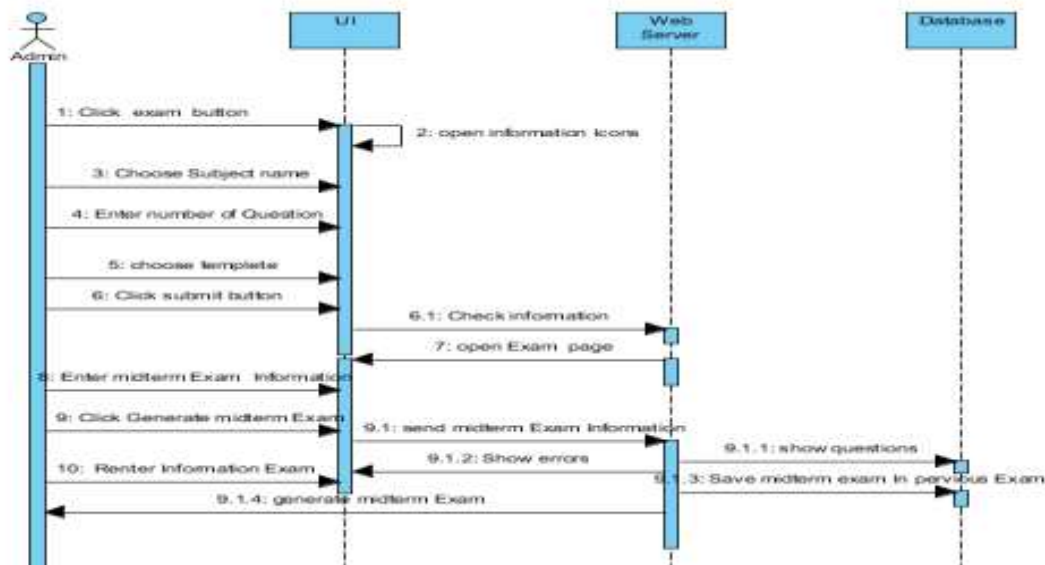 UI
Web
Server
Database
Admin
1: Click exam button
2: open information Icons
3: Choose Subject name
4: Enter number of Question
5: choose templete
6: Click submit button
6.1: Check information
7: open Exam page
8: Enter midterm Exam Information
9: Click Generate midterm Exam
9.1: send midterm Exam Information
9.1.1: show questions
9.1.2: Show errors
10: Renter Information Exam
9.1.3: Save midterm exam In pervious Exam
9.1.4: generate midterm Exam